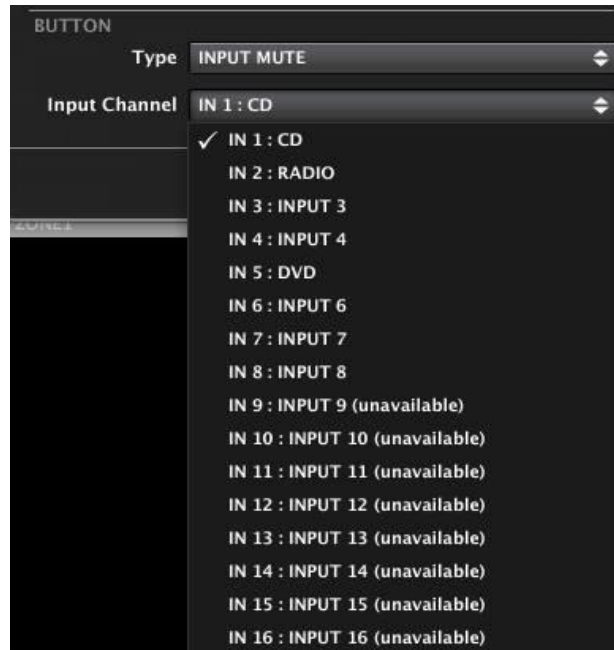 BUTTON
Type INPUT MUTE
Input Channel IN 1 : CD
✓ IN 1 : CD
IN 2 : RADIO
IN 3 : INPUT 3
IN 4 : INPUT 4
ZONE1
IN 5 : DVD
IN 6 : INPUT 6
IN 7 : INPUT 7
IN 8 : INPUT 8
IN 9 : INPUT 9 (unavailable)
IN 10 : INPUT 10 (unavailable)
IN 11 : INPUT 11 (unavailable)
IN 12 : INPUT 12 (unavailable)
IN 13 : INPUT 13 (unavailable)
IN 14 : INPUT 14 (unavailable)
IN 15 : INPUT 15 (unavailable)
IN 16 : INPUT 16 (unavailable)